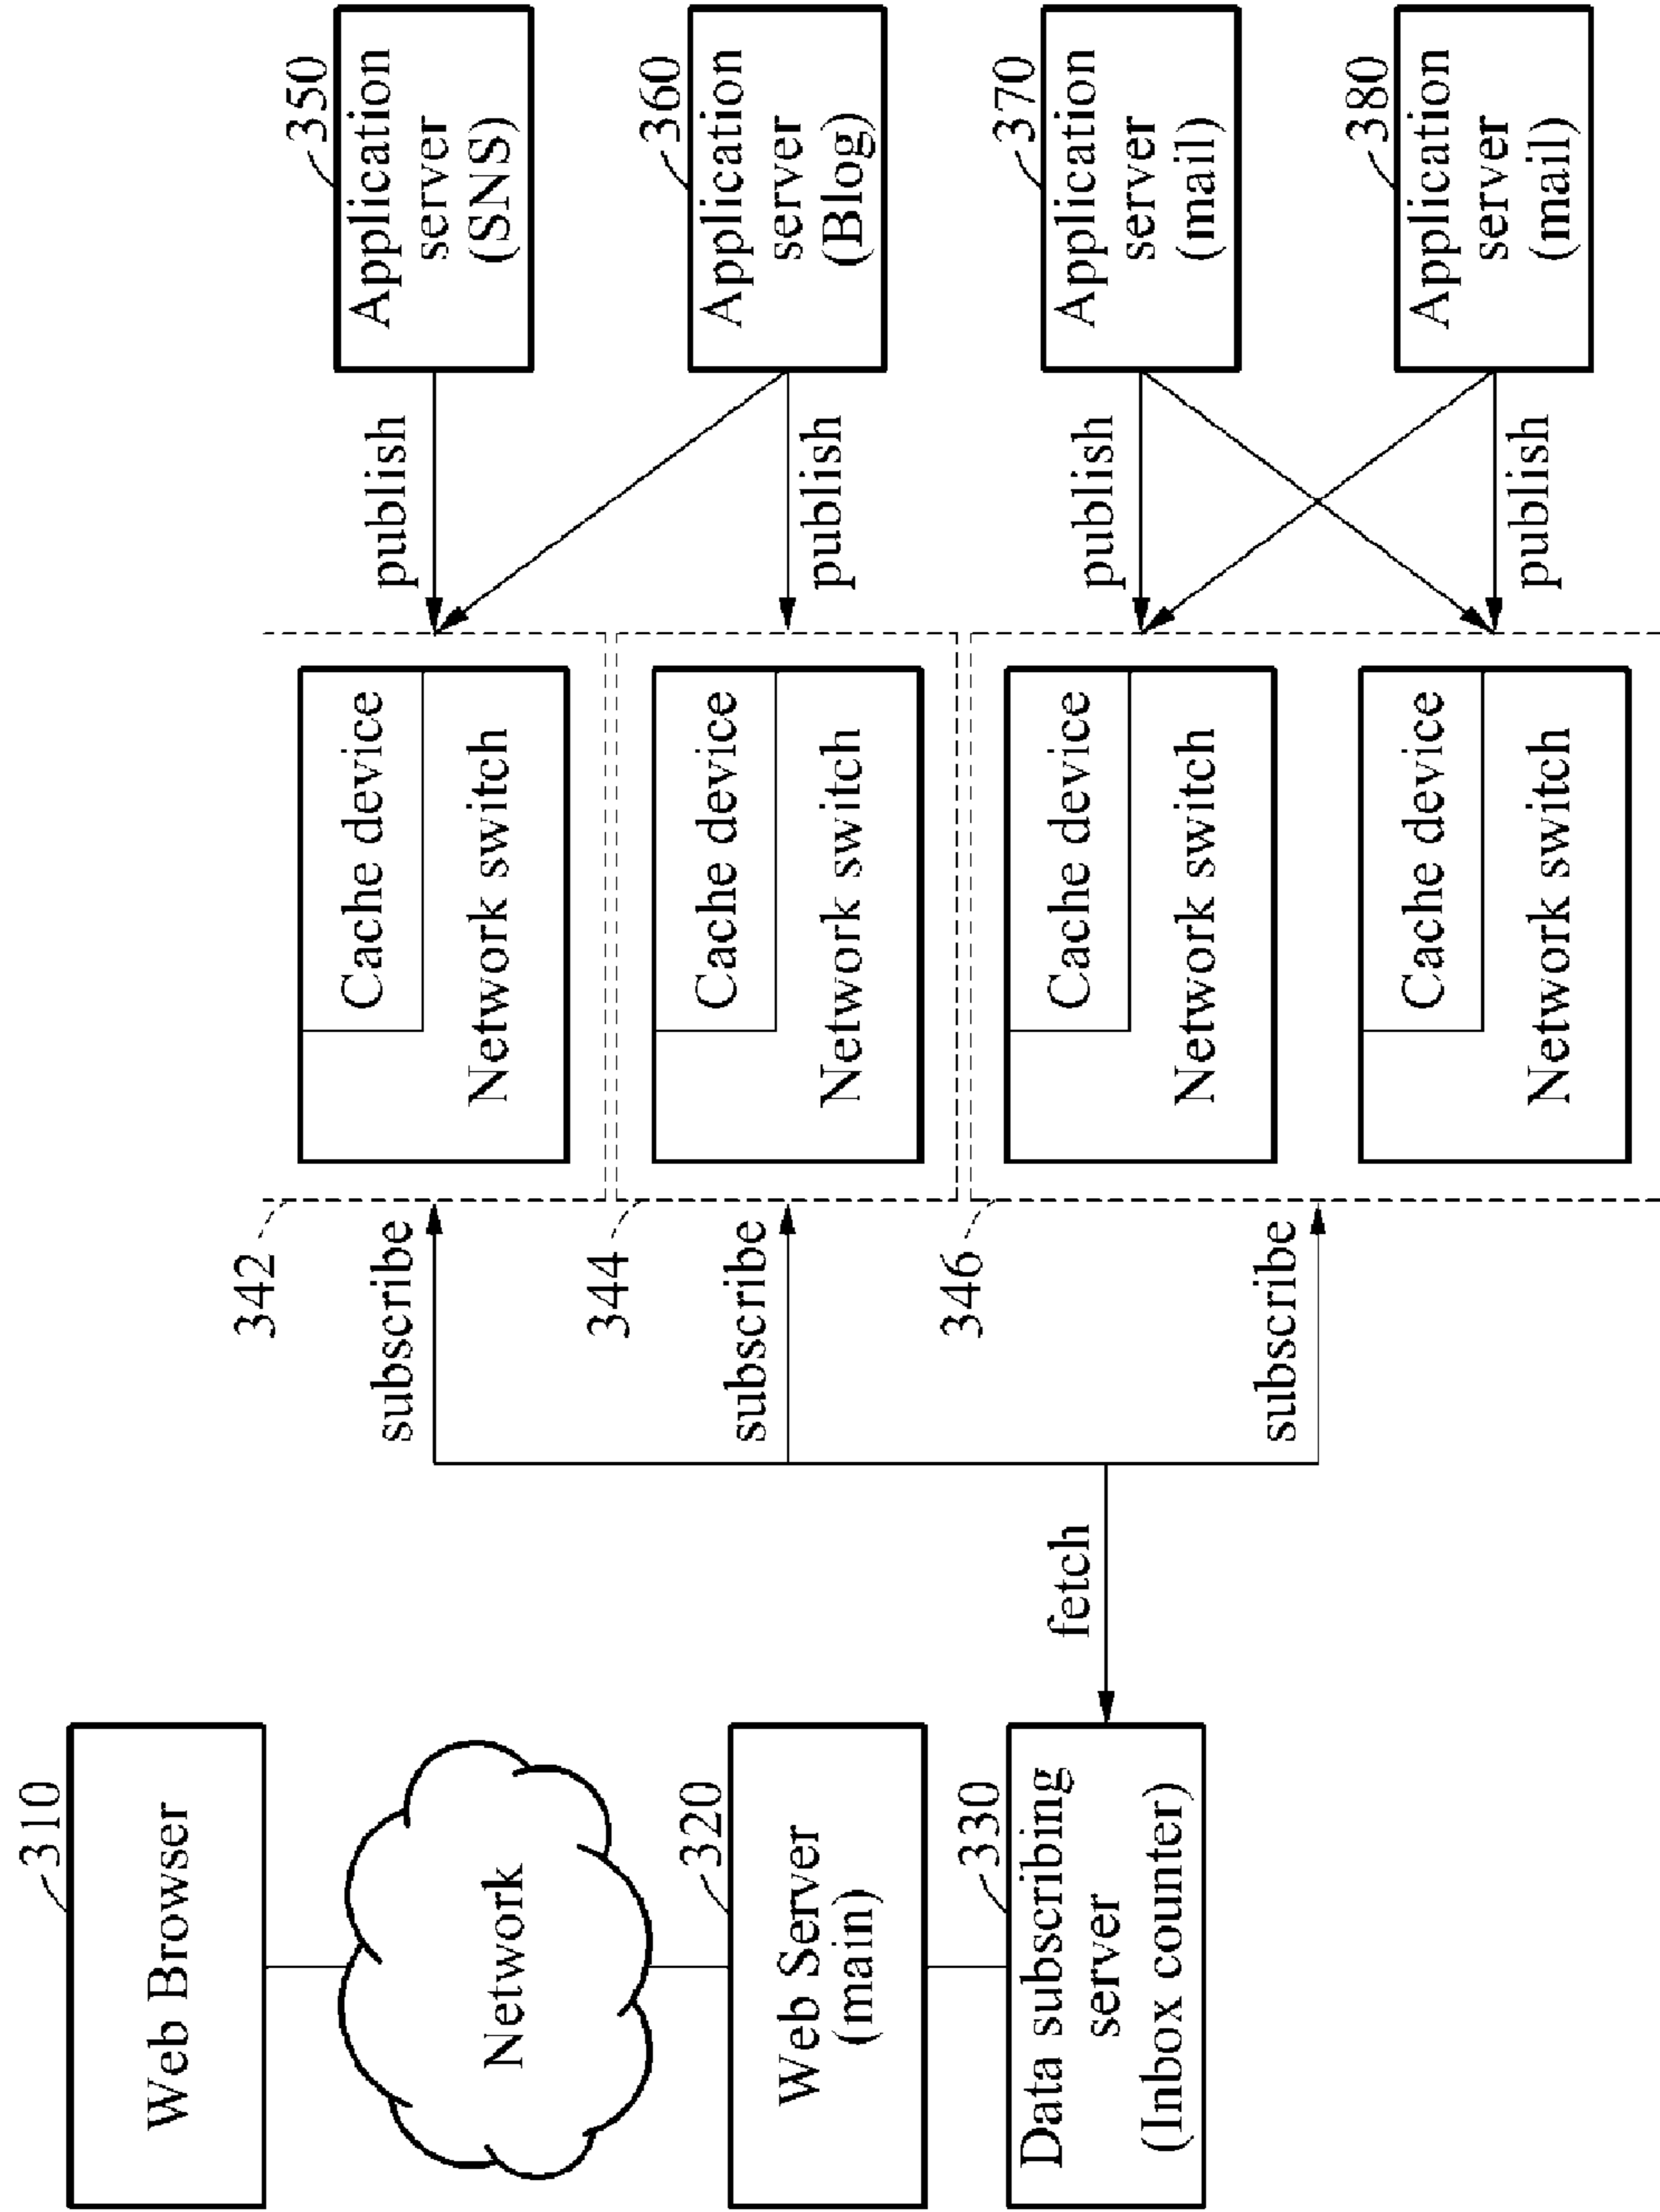 310
Web Browser
Network
320
Web Server
(main)
330
Data subscribing
server
(Inbox counter)
fetch
subscribe
subscribe
subscribe
342
344
346
Cache device
Network switch
Cache device
Network switch
Cache device
Network switch
Cache device
Network switch
publish
publish
publish
publish
350
Application
server
(SNS)
360
Application
server
(Blog)
370
Application
server
(mail)
380
Application
server
(mail)